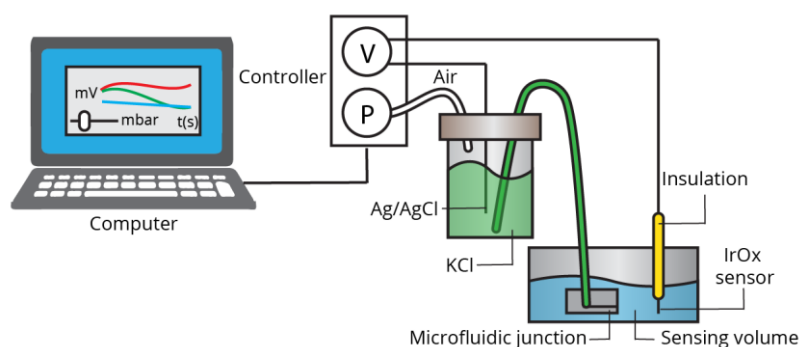 Controller
V
P
Air
mV
mbar
t(s)
Computer
Ag/AgCl
KCl
Insulation
IrOx
sensor
Microfluidic junction
Sensing volume